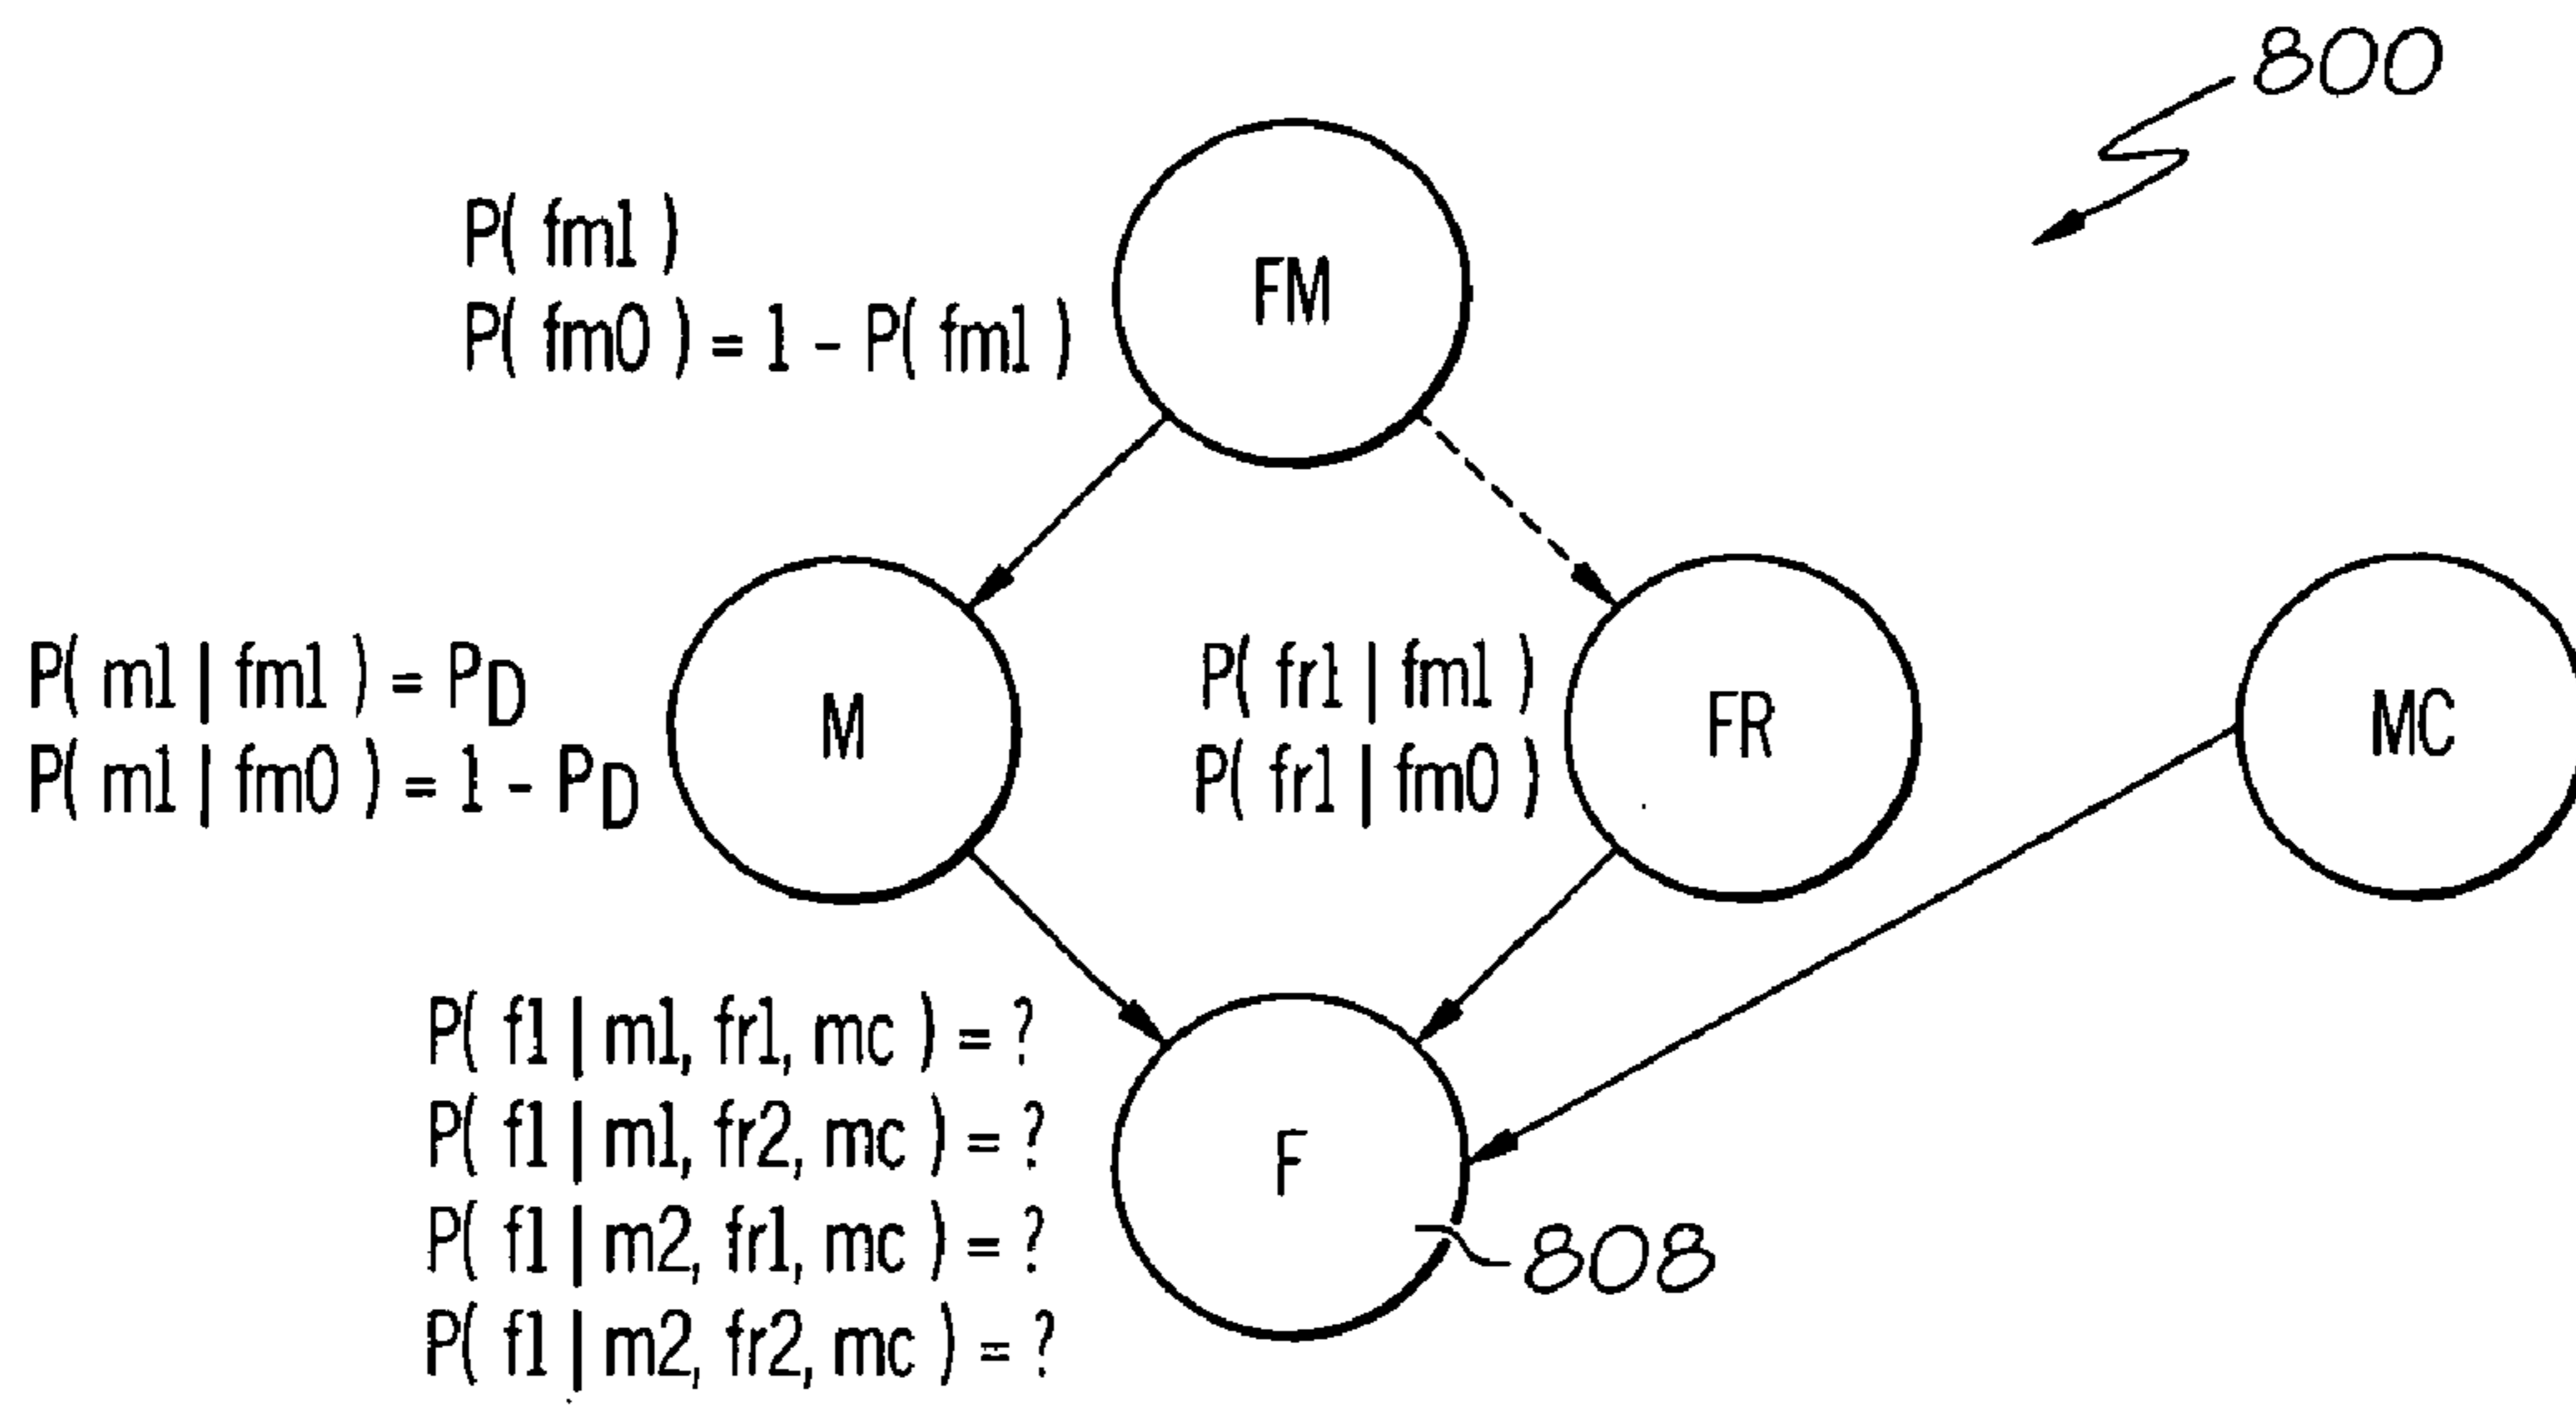 800
P( fm1 )
P( fm0 ) = 1 - P( fm1 )
FM
P( m1 | fm1 ) = PD
P( m1 | fm0 ) = 1 - PD
M
P( fr1 | fm1 )
P( fr1 | fm0 )
FR
MC
P( f1 | m1, fr1, mc ) = ?
P( f1 | m1, fr2, mc ) = ?
P( f1 | m2, fr1, mc ) = ?
P( f1 | m2, fr2, mc ) = ?
F
808